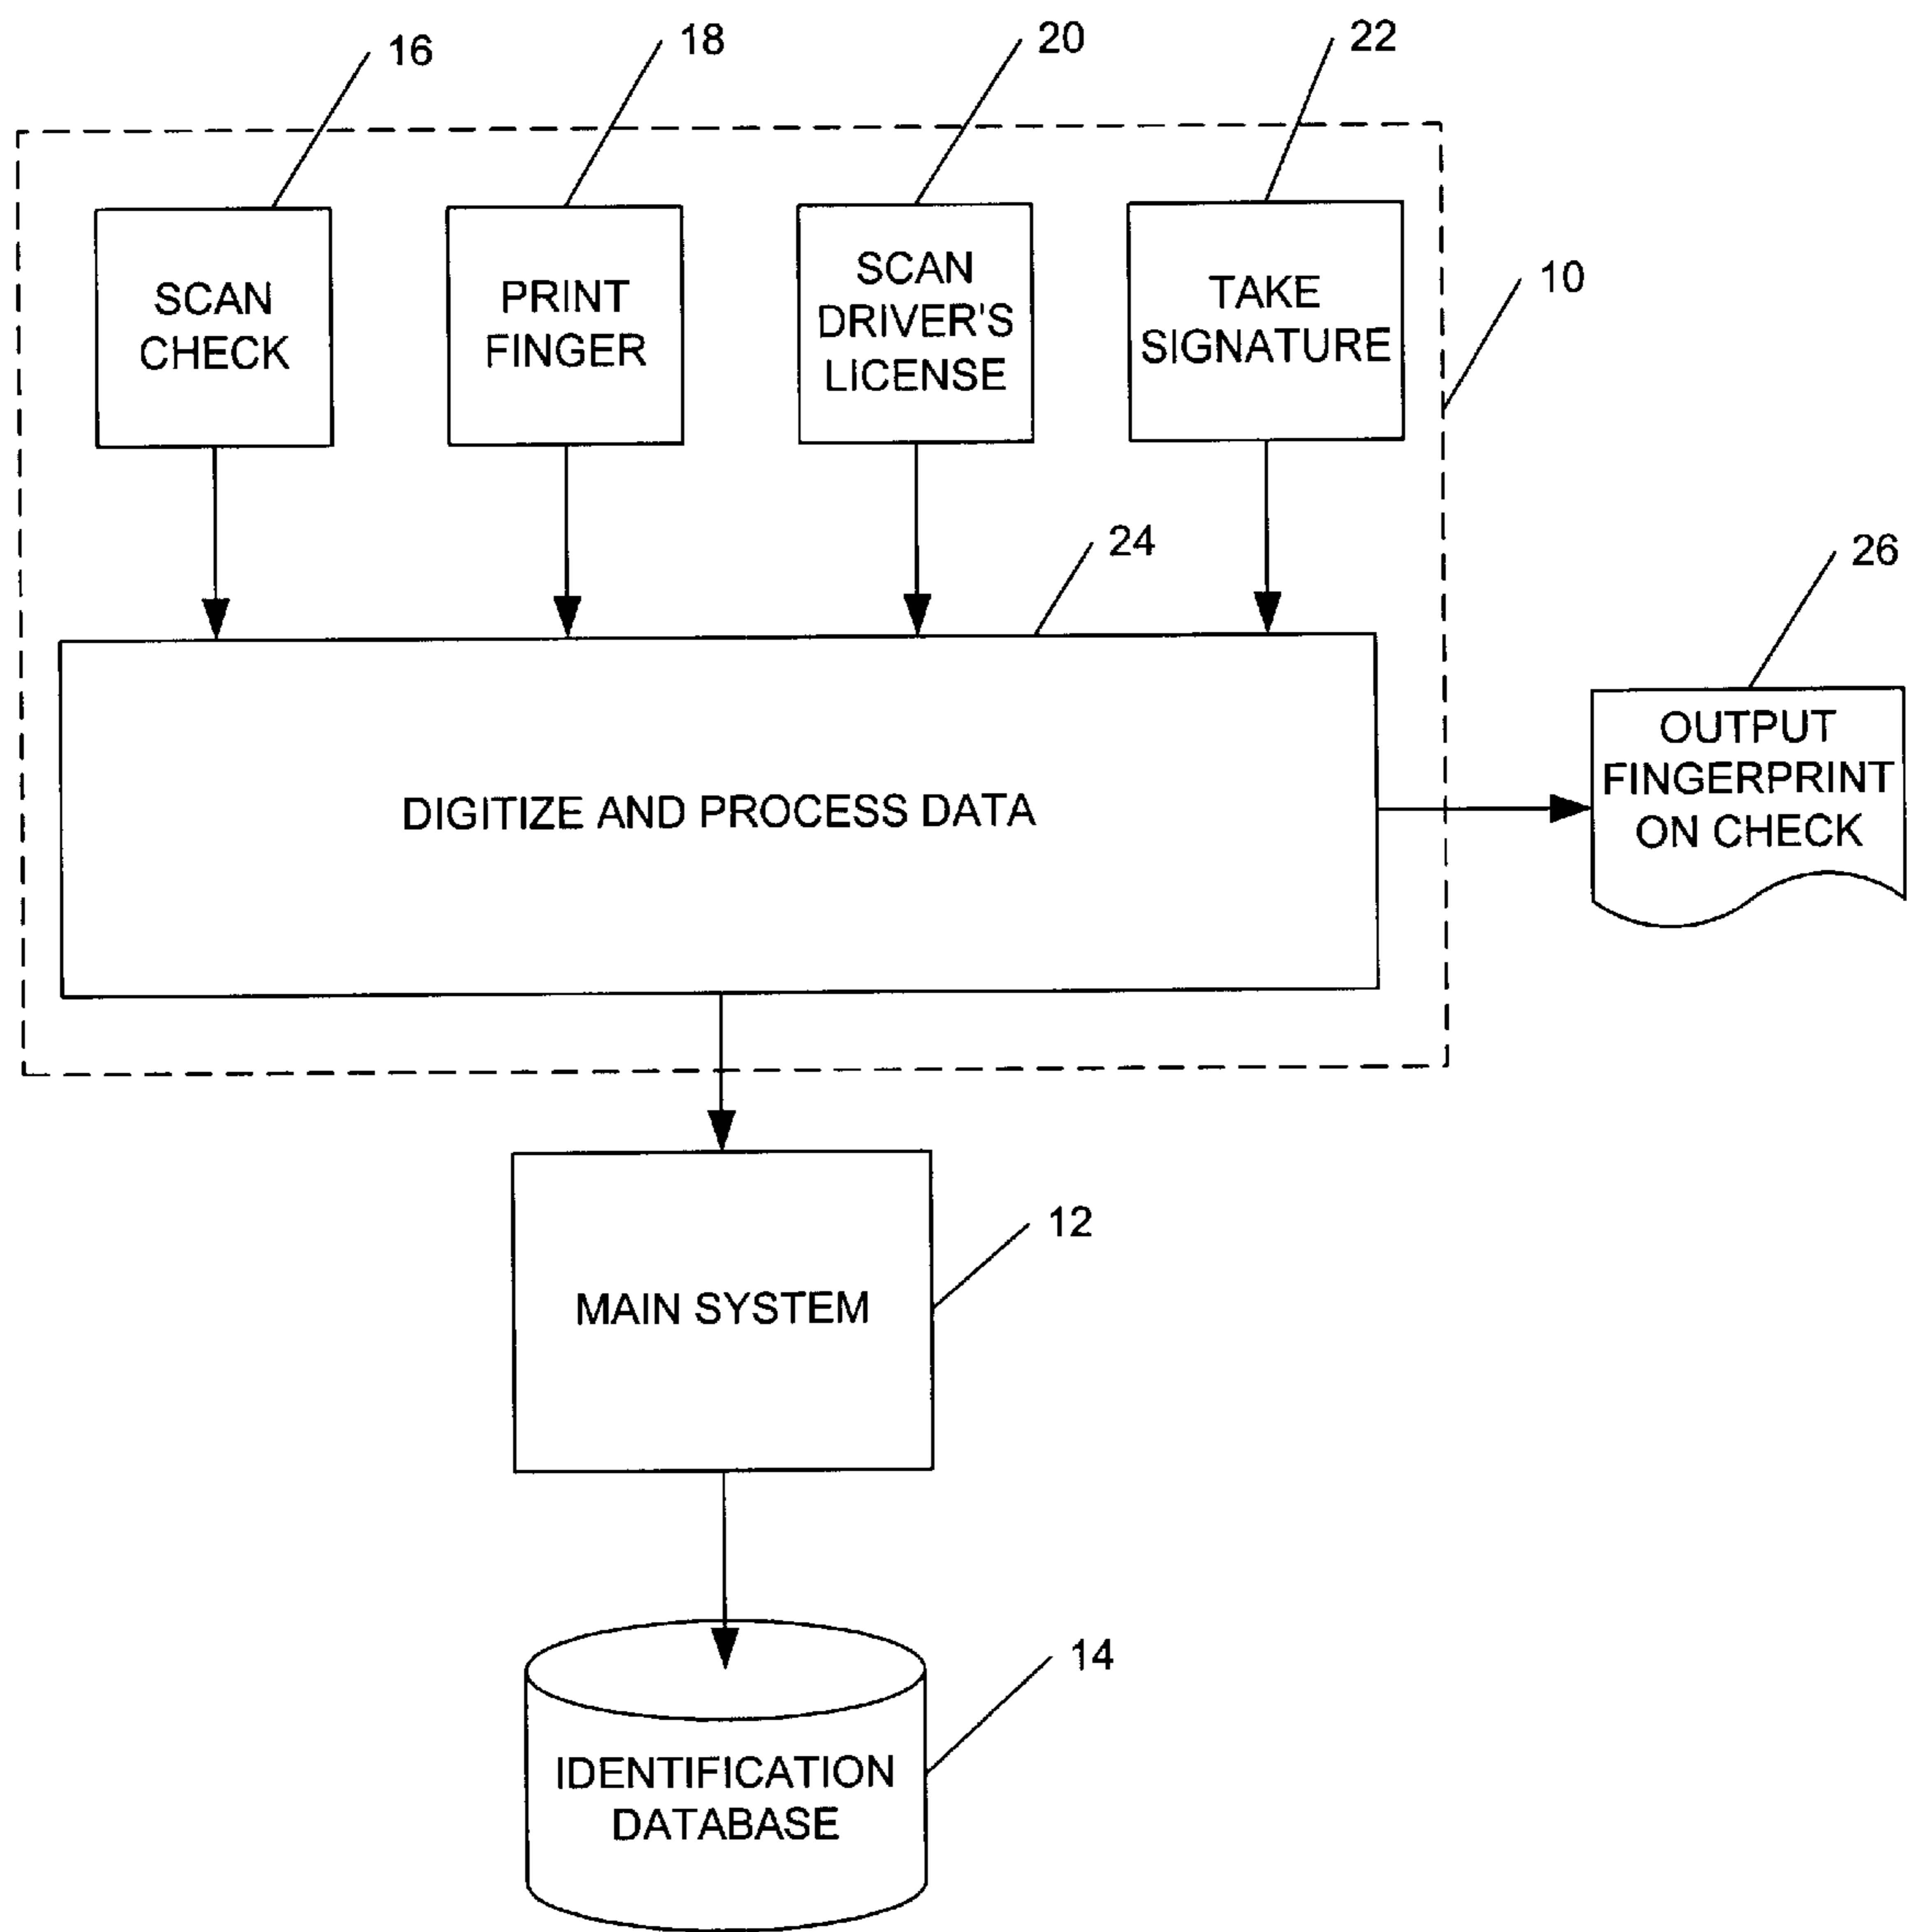 16
18
20
22
SCAN
CHECK
PRINT
FINGER
SCAN
DRIVER'S
LICENSE
TAKE
SIGNATURE
10
24
26
DIGITIZE AND PROCESS DATA
OUTPUT
FINGERPRINT
ON CHECK
12
MAIN SYSTEM
14
IDENTIFICATION
DATABASE